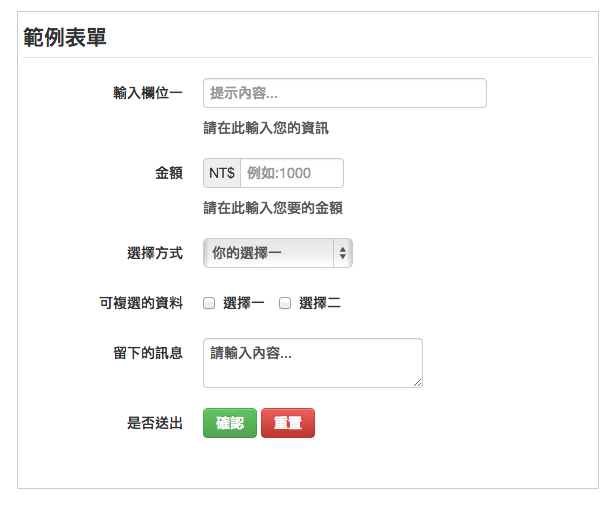 範例表單
輸入欄位一 提示內容...
請在此輸入您的資訊
金額 NT$ 例如:1000
請在此輸入您要的金額
選擇方式 你的選擇一
可複選的資料 選擇一 選擇二
留下的訊息 請輸入內容...
是否送出 確認 重置